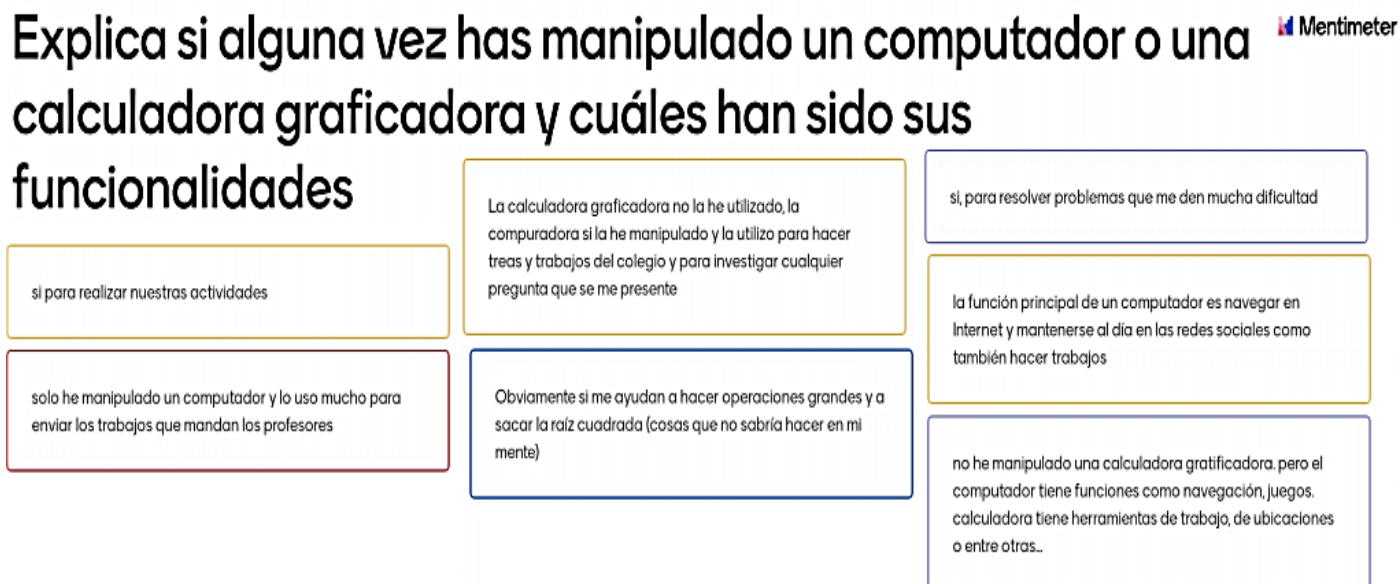 Explica si alguna vez has manipulado un computador o una
calculadora graficadora y cuáles han sido sus
funcionalidades
Mentimeter
si para realizar nuestras actividades
solo he manipulado un computador y lo uso mucho para
enviar los trabajos que mandan los profesores
La calculadora graficadora no la he utilizado, la
compuradora si la he manipulado y la utilizo para hacer
treas y trabajos del colegio y para investigar cualquier
pregunta que se me presente
Obviamente si me ayudan a hacer operaciones grandes y a
sacar la raíz cuadrada (cosas que no sabría hacer en mi
mente)
si, para resolver problemas que me den mucha dificultad
la función principal de un computador es navegar en
Internet y mantenerse al día en las redes sociales como
también hacer trabajos
no he manipulado una calculadora gratificadora. pero el
computador tiene funciones como navegación, juegos.
calculadora tiene herramientas de trabajo, de ubicaciones
o entre otras...